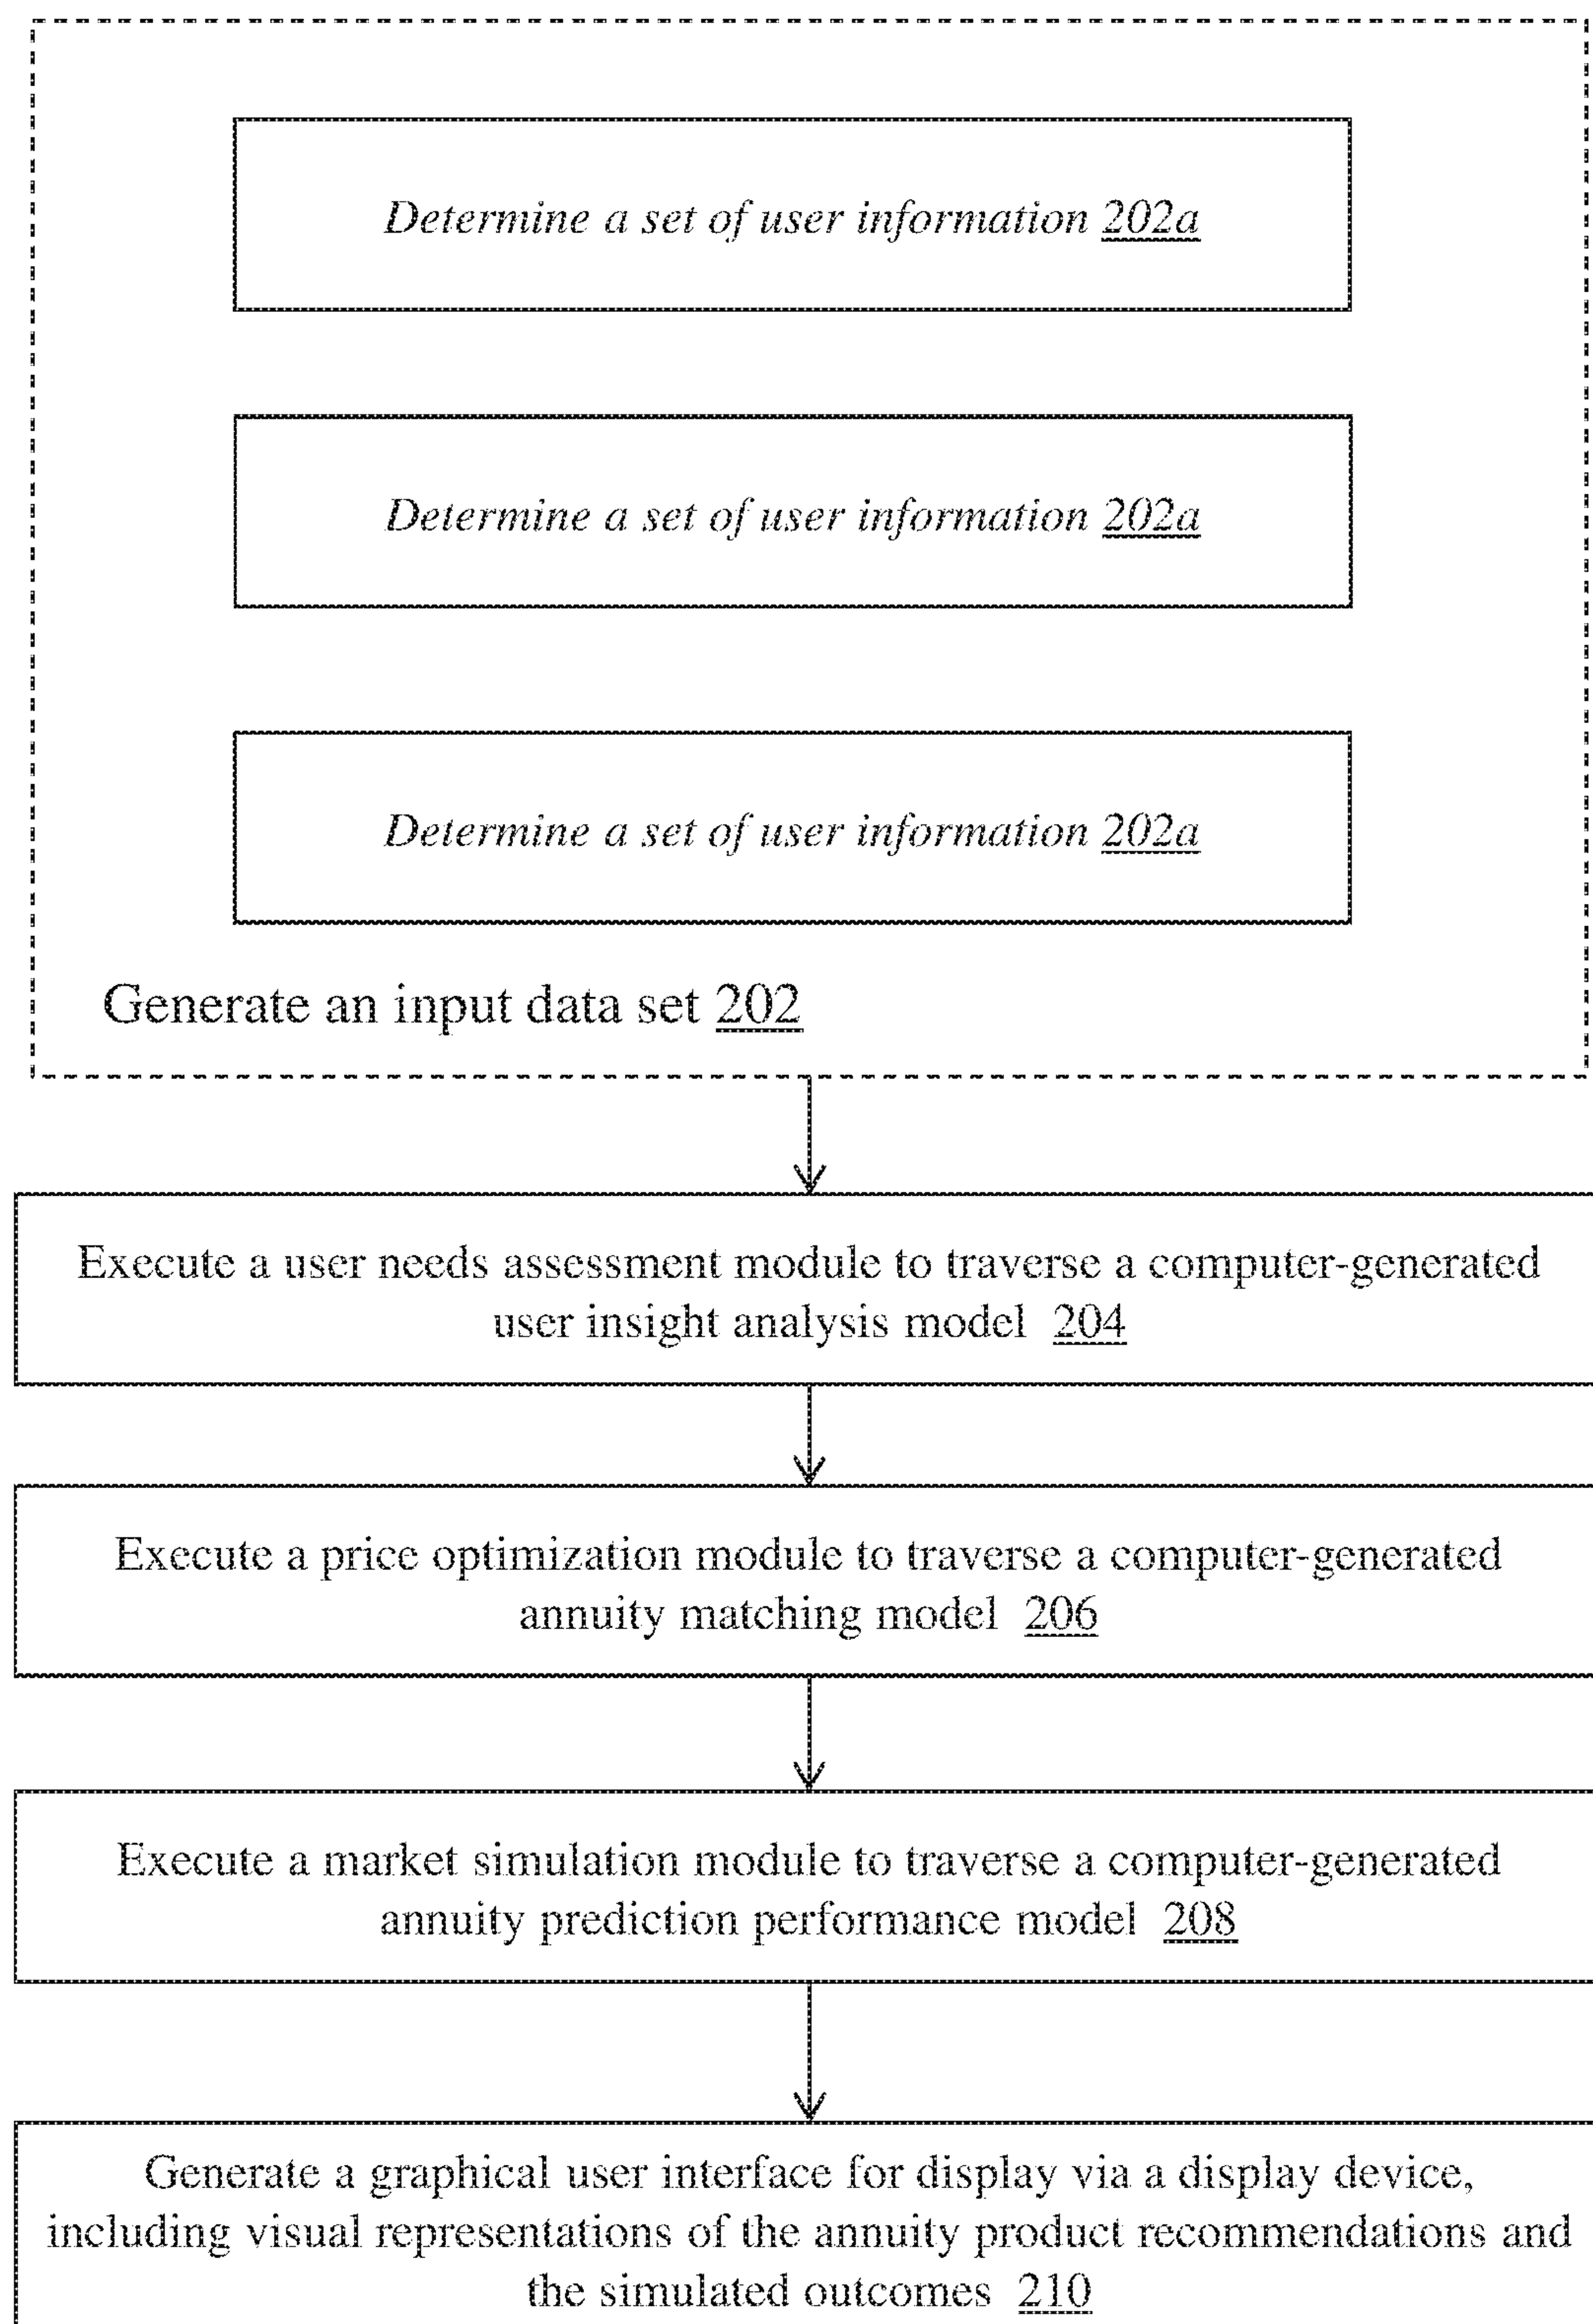 Determine a set of user information 202a
Determine a set of user information 202a
Determine a set of user information 202a
Generate an input data set 202
Execute a user needs assessment module to traverse a computer-generated
user insight analysis model 204
Execute a price optimization module to traverse a computer-generated
annuity matching model 206
Execute a market simulation module to traverse a computer-generated
annuity prediction performance model 208
Generate a graphical user interface for display via a display device,
including visual representations of the annuity product recommendations and
the simulated outcomes 210